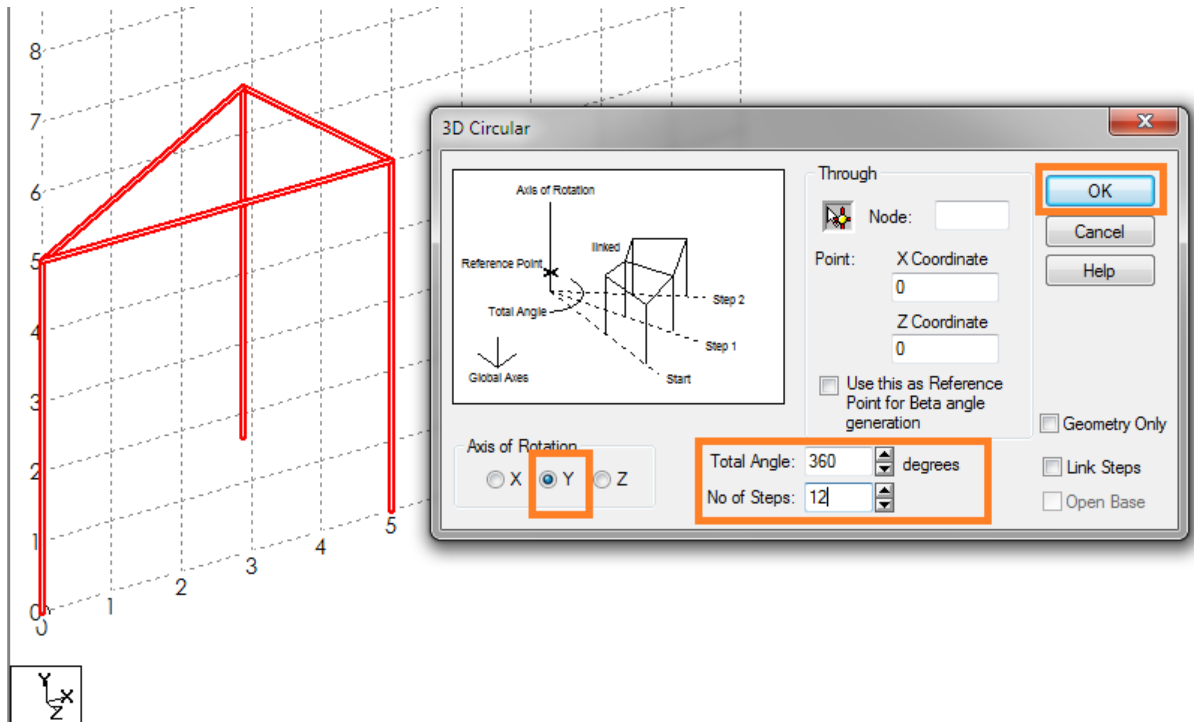 8
7
6
5
4
3
2
1
0
0
1
2
3
4
5
Y
X
Z
3D Circular
Axis of Rotation
linked
Reference Point
Total Angle
Step 2
Step 1
Global Axes
Start
Through
Node:
Point:
X Coordinate
0
Z Coordinate
0
Use this as Reference
Point for Beta angle
generation
OK
Cancel
Help
Axis of Rotation
X Y Z
Total Angle: 360 degrees
No of Steps: 12
Geometry Only
Link Steps
Open Base